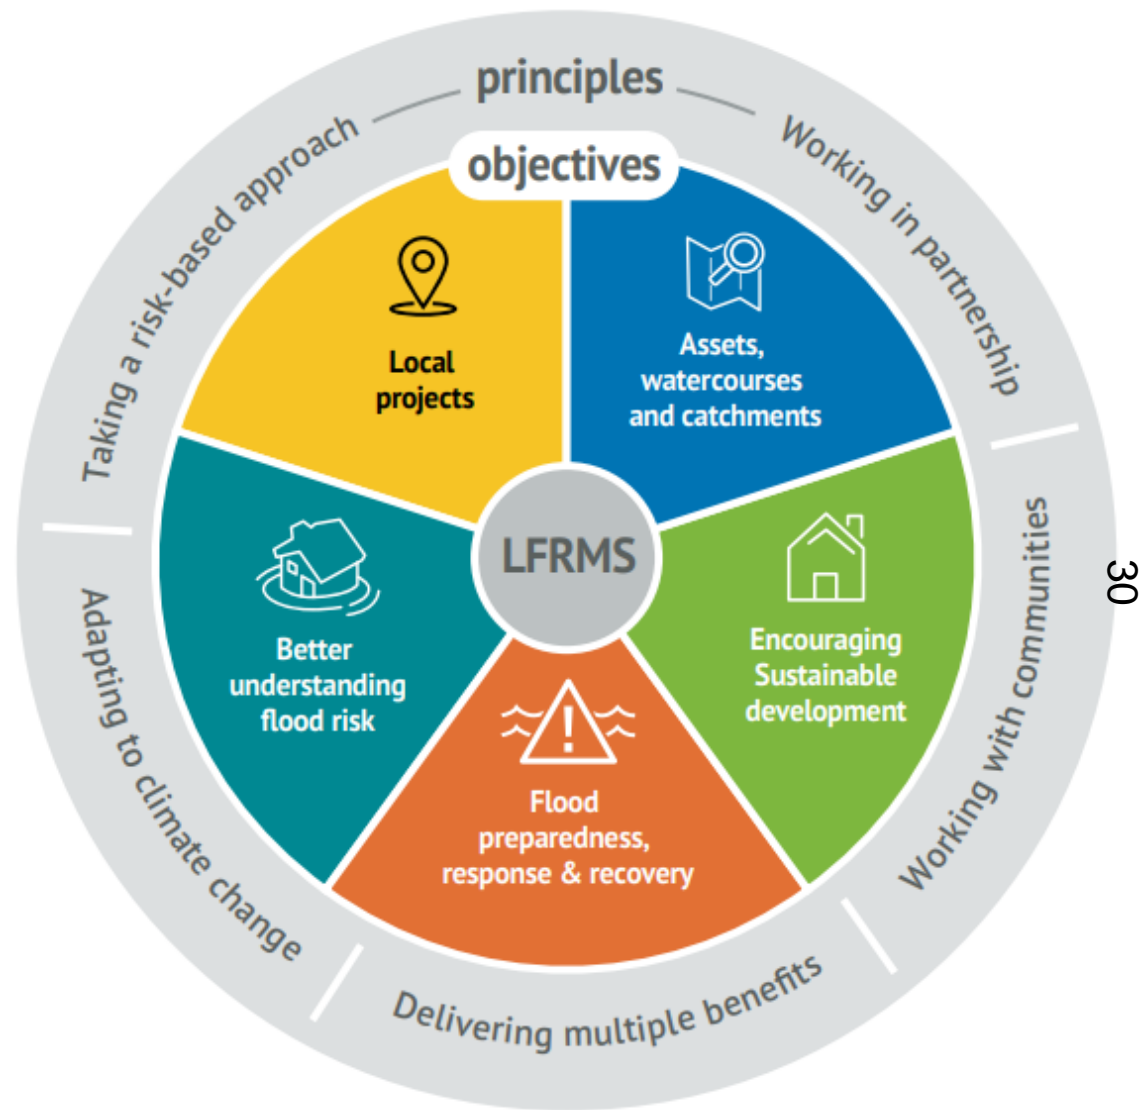 principles
objectives
Taking a risk-based approach
Working in partnership
Working with communities
Delivering multiple benefits
Adapting to climate change
Local
projects
Assets,
watercourses
and catchments
Encouraging
Sustainable
development
Flood
preparedness,
response & recovery
Better
understanding
flood risk
LFRMS
30